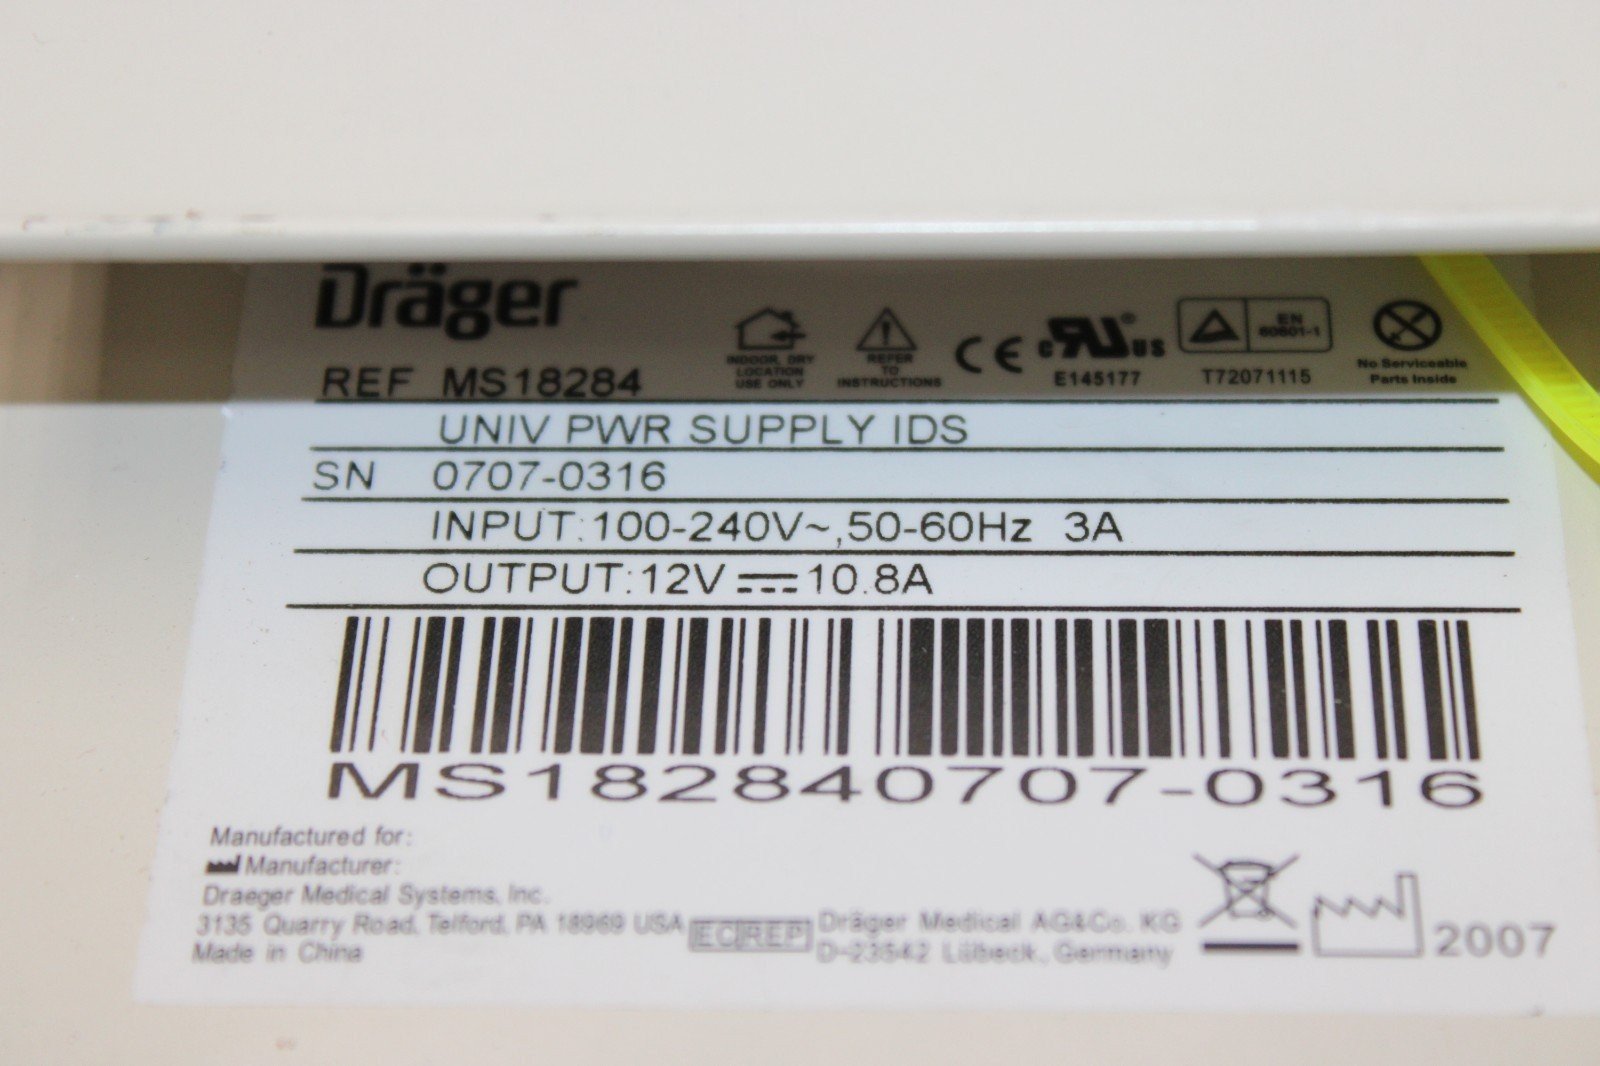 Dräger
INDOOR, DRY
LOCATION
USE ONLY
REFER
TO
INSTRUCTIONS
CE
c RU ® US
E145177
EN
60601-1
T72071115
No Serviceable
Parts Inside
REF MS18284
UNIV PWR SUPPLY IDS
SN 0707-0316
INPUT:100-240V~,50-60Hz 3A
OUTPUT:12V⎓10.8A
MS182840707-0316
Manufactured for:
Manufacturer:
Draeger Medical Systems, Inc.
3135 Quarry Road, Telford, PA 18969 USA
Made in China
EC REP
Dräger Medical AG&Co. KG
D-23542 Lübeck, Germany
2007